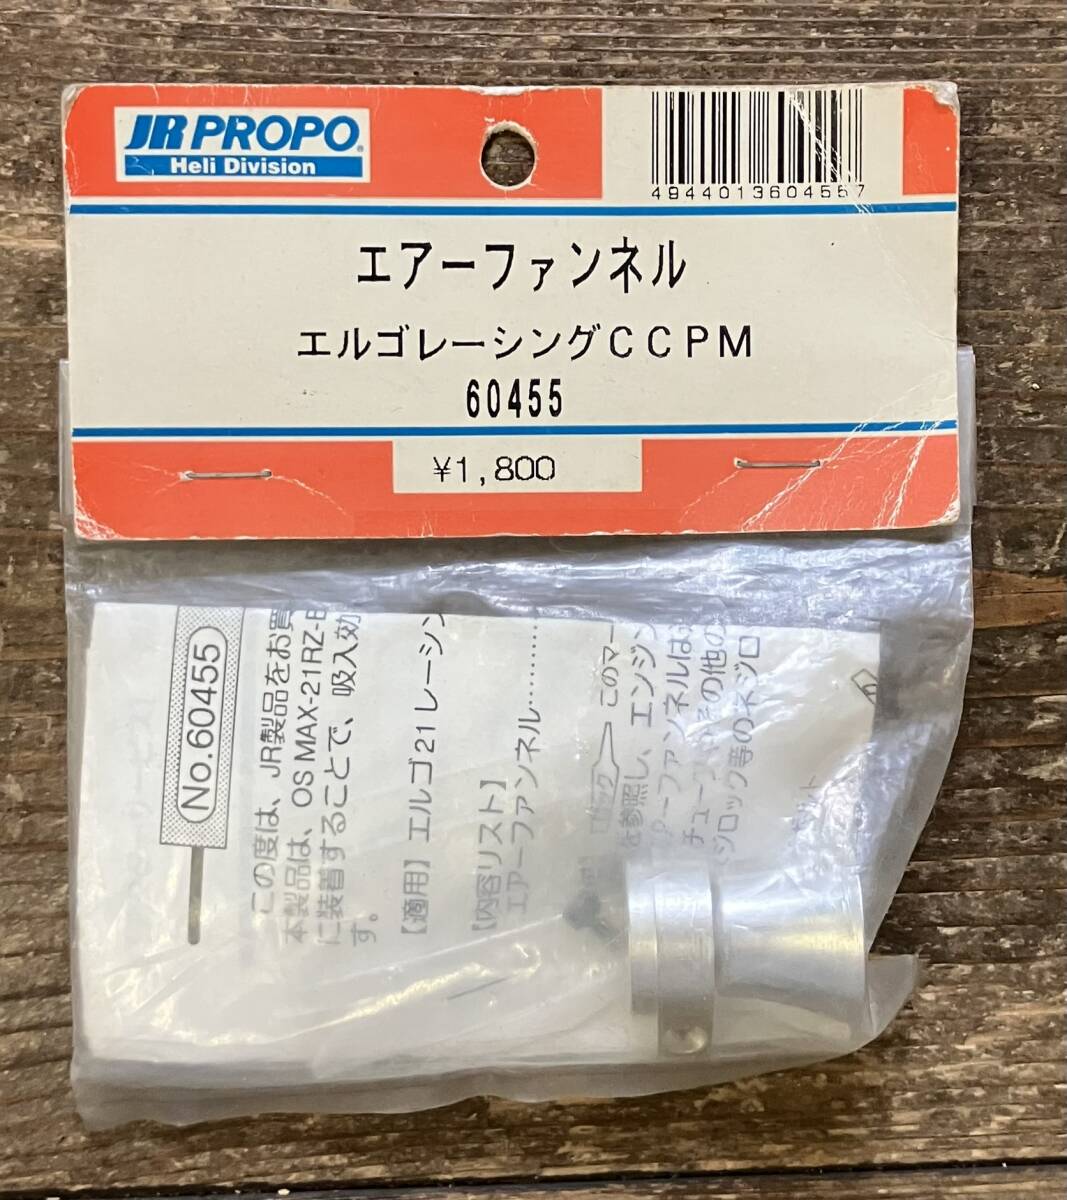 JR PROPO®
Heli Division
4944013604557
エアーファンネル
エルゴレーシングCCPM
60455
¥1,800
No.60455
この度は、JR製品をお買
本製品は、OS MAX-21RZ-
に装着することで、吸入効
す。
【適用】エルゴ21レーシン
【内容リスト】
エアーファンネル………
このマー
参照し、エンジン
ーファンネルは
チューブ
その他の
ジロック等のネジロ